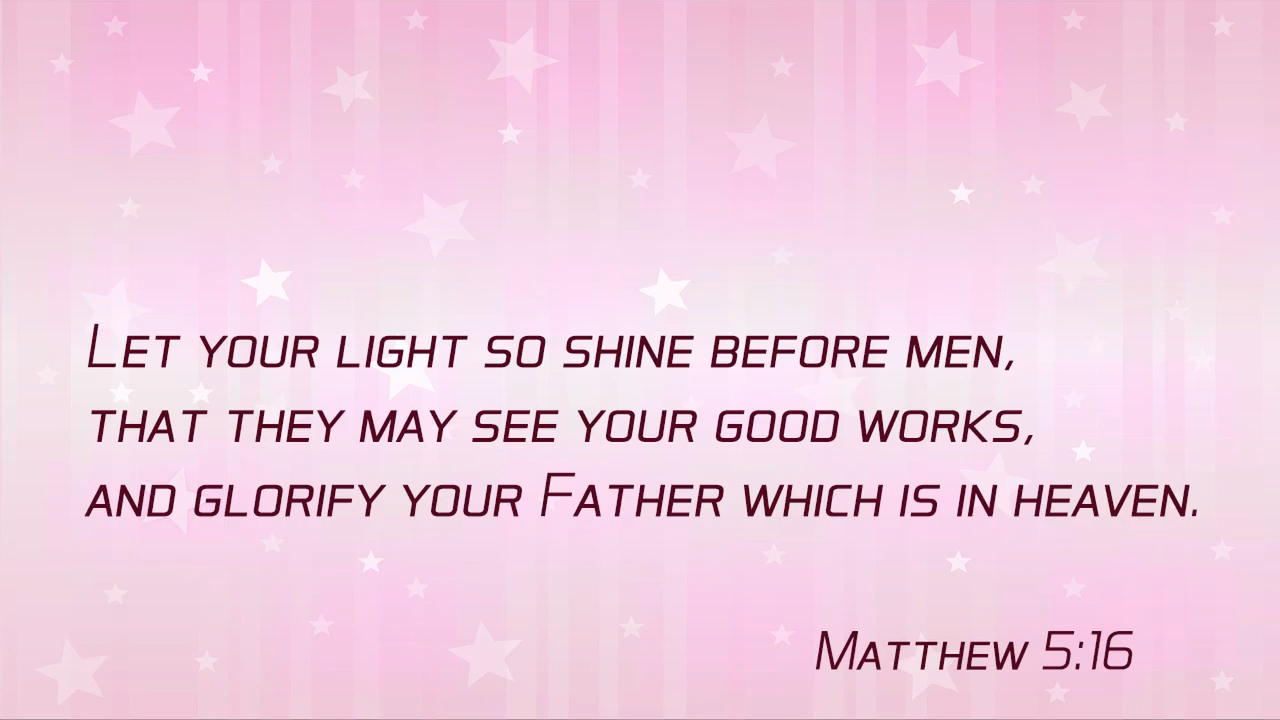 Let your light so shine before men,
that they may see your good works,
and glorify your Father which is in heaven.
Matthew 5:16